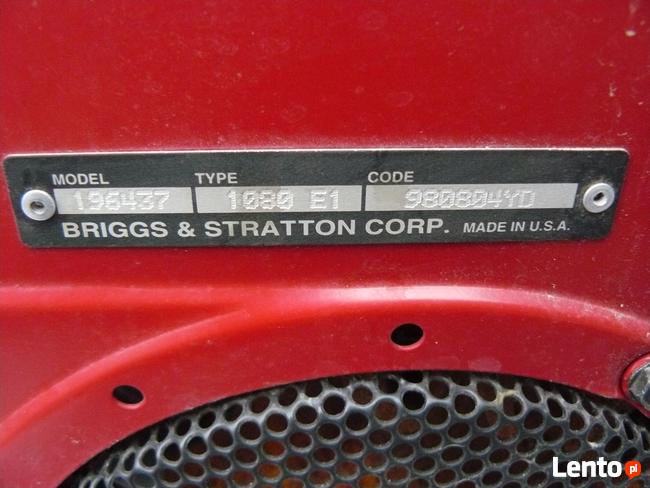 MODEL TYPE CODE
196437 1080 E1 980804YD
BRIGGS & STRATTON CORP. MADE IN U.S.A.
Lento.pl